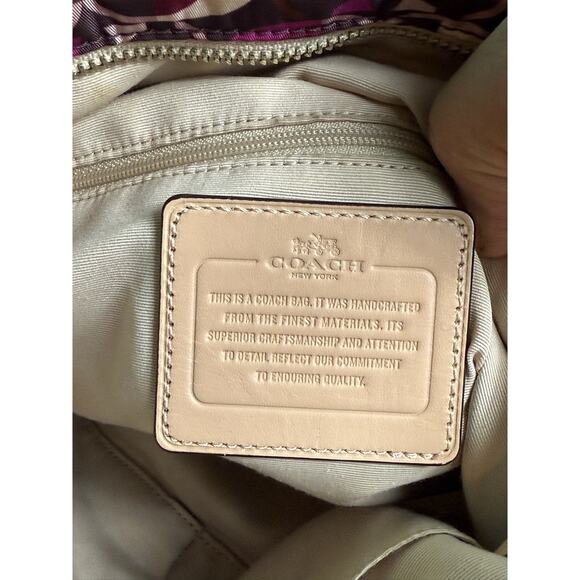 COACH
NEW YORK
THIS IS A COACH BAG. IT WAS HANDCRAFTED
FROM THE FINEST MATERIALS. ITS
SUPERIOR CRAFTSMANSHIP AND ATTENTION
TO DETAIL REFLECT OUR COMMITMENT
TO ENDURING QUALITY.